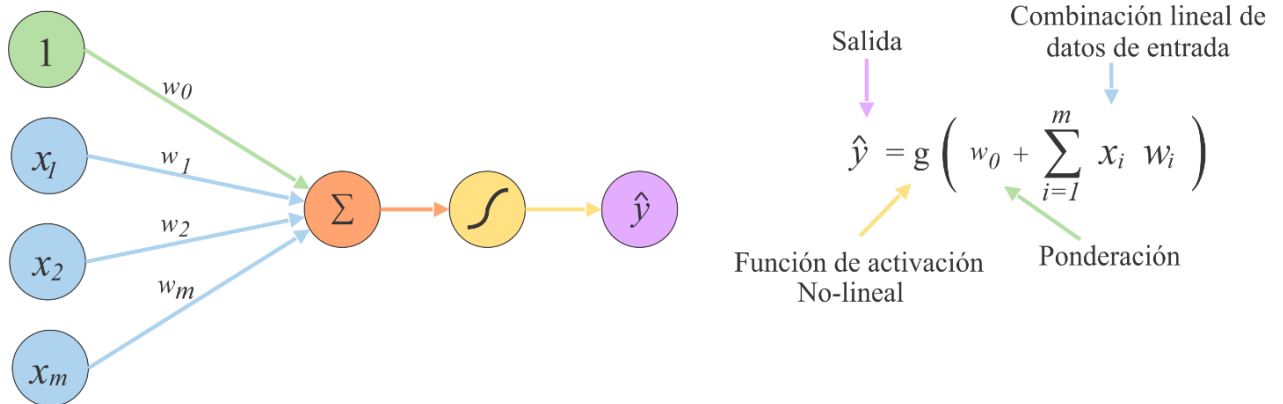 1
w0
x1
w1
x2
w2
xm
wm
Σ
ŷ
Salida
Combinación lineal de
datos de entrada
ŷ = g ( w0 + ∑ i=1 m xi wi )
Función de activación
No-lineal
Ponderación